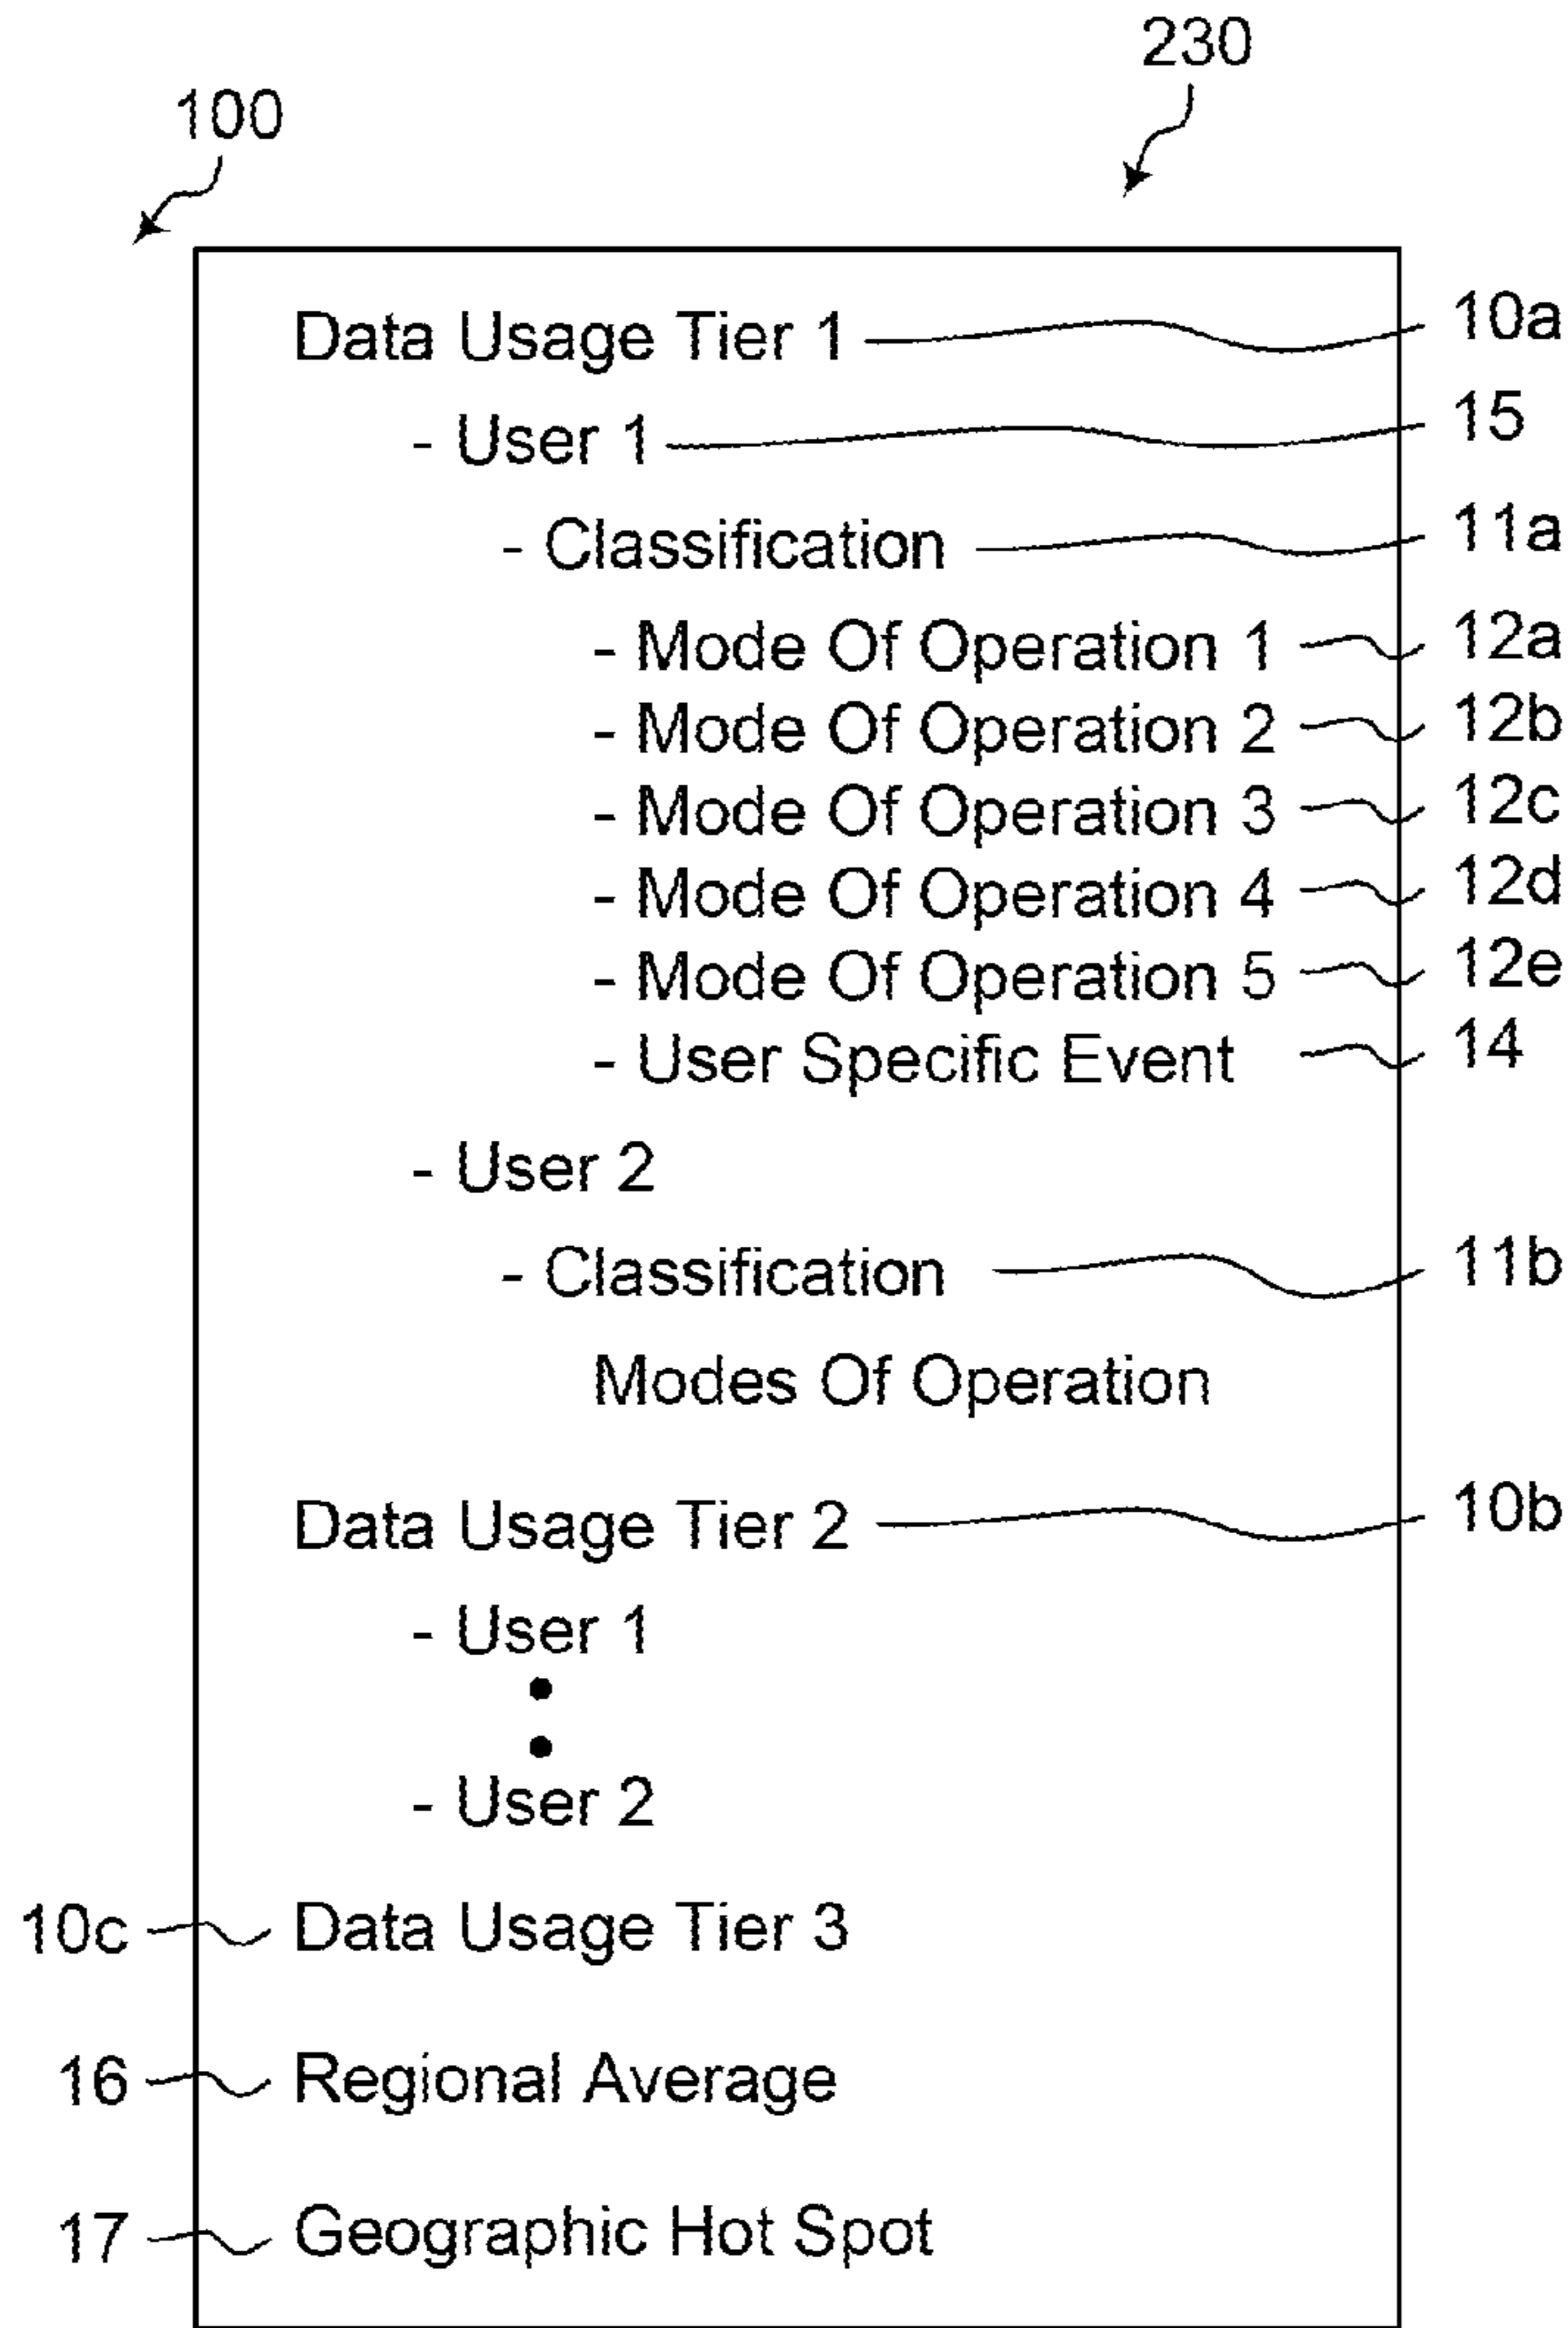 230
100
Data Usage Tier 1 10a
- User 1 15
- Classification 11a
- Mode Of Operation 1 12a
- Mode Of Operation 2 12b
- Mode Of Operation 3 12c
- Mode Of Operation 4 12d
- Mode Of Operation 5 12e
- User Specific Event 14
- User 2
- Classification 11b
Modes Of Operation
Data Usage Tier 2 10b
- User 1
•
•
- User 2
10c Data Usage Tier 3
16 Regional Average
17 Geographic Hot Spot